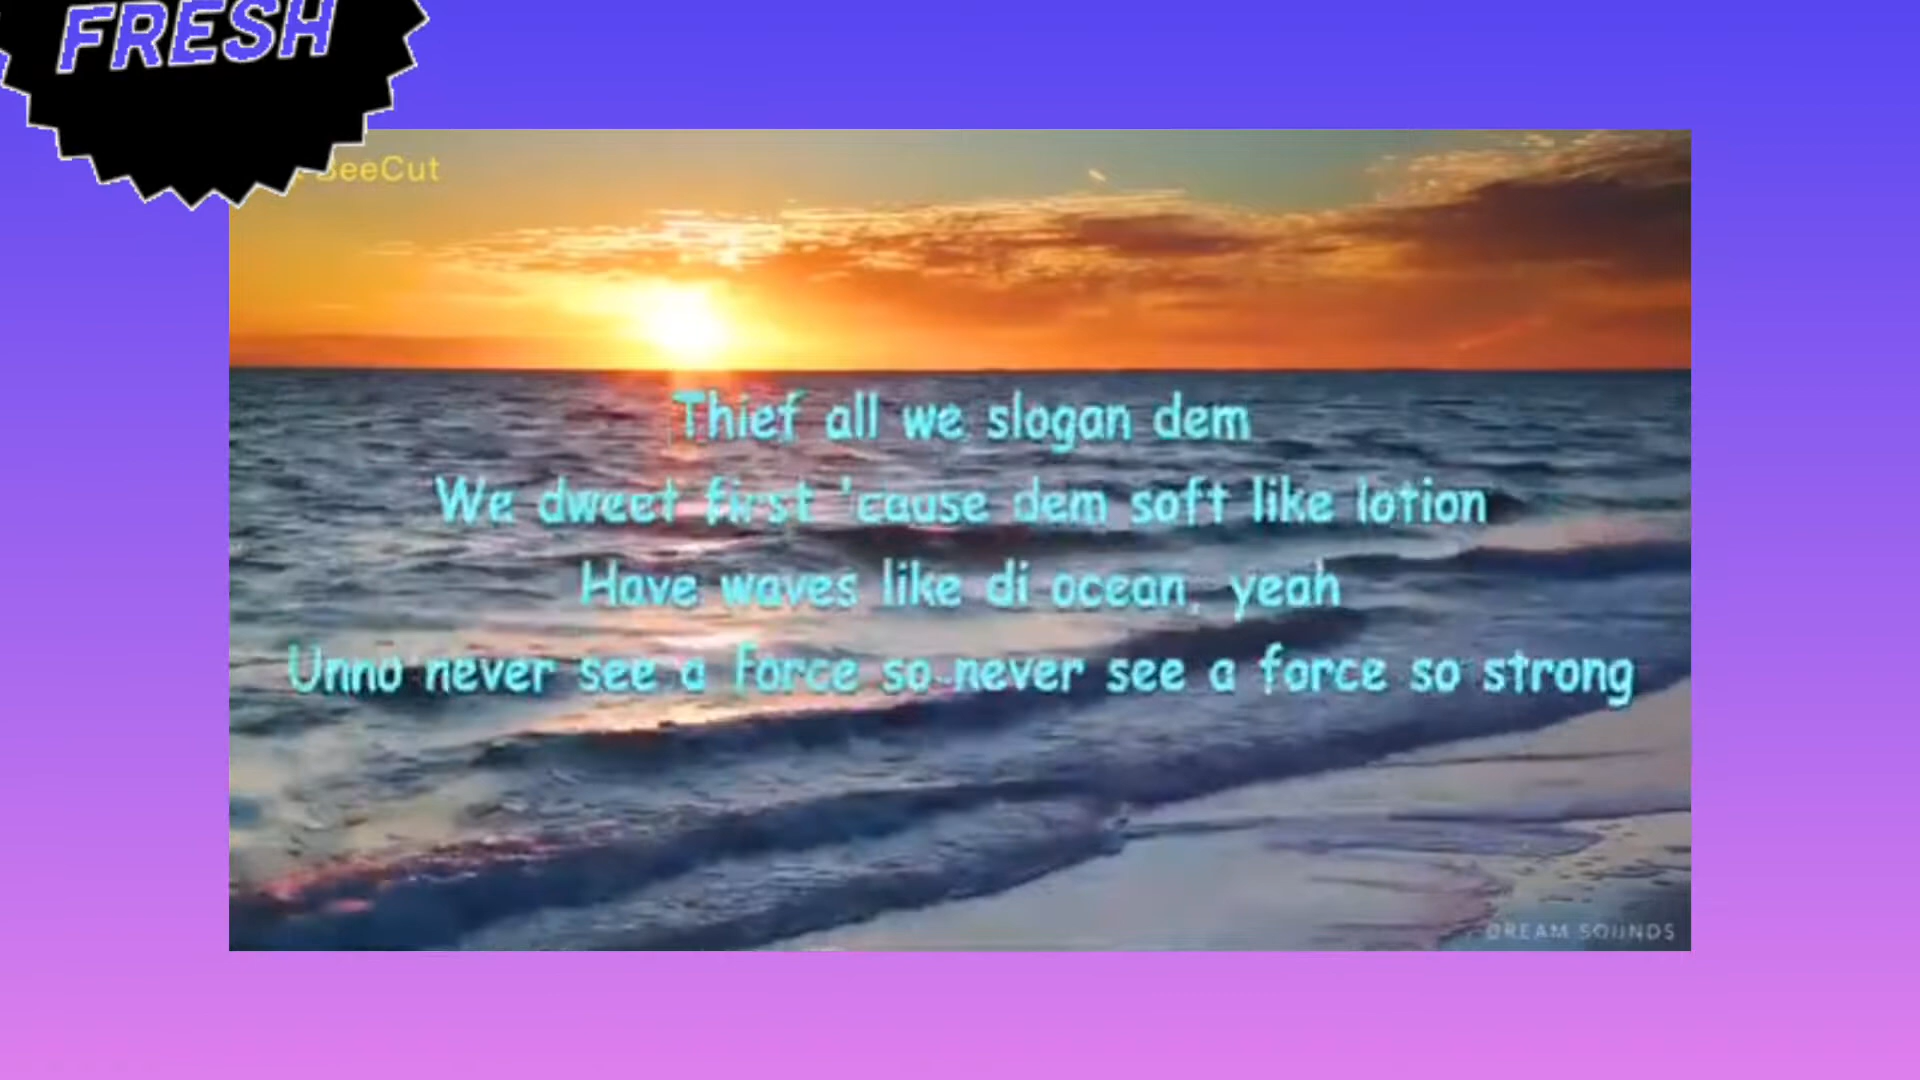 FRESH
BeeCut
Thief all we slogan dem
We dweet first 'cause dem soft like lotion
Have waves like di ocean, yeah
Unno never see a force so never see a force so strong
DREAM SOUNDS